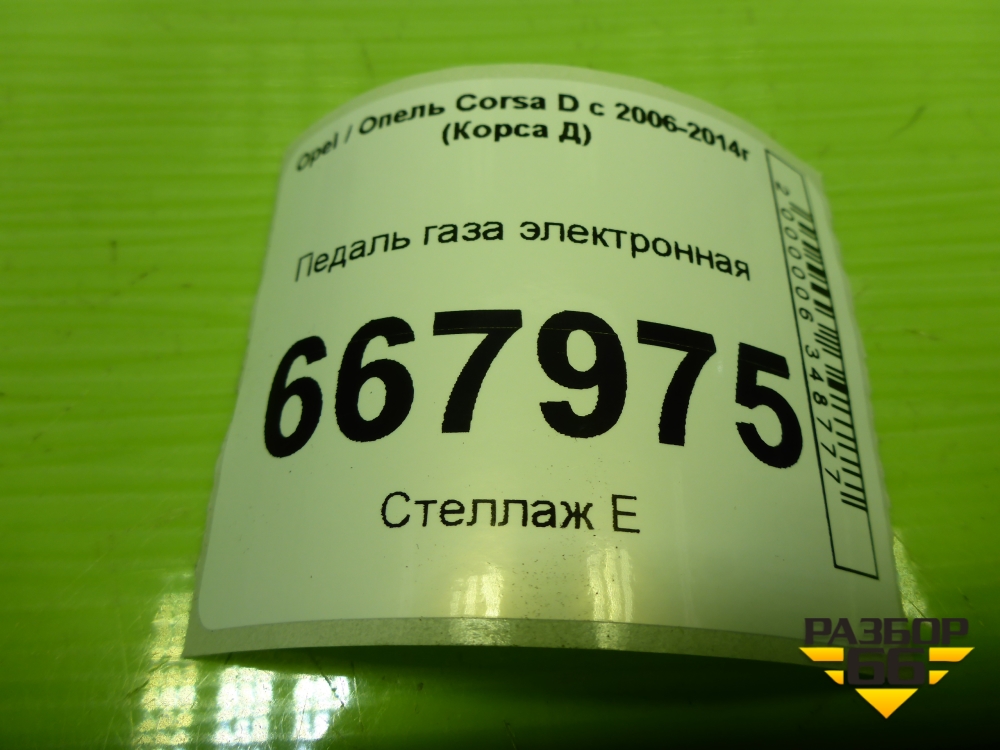 Opel / Опель Corsa D с 2006-2014г
(Корса Д)
Педаль газа электронная
667975
Стеллаж Е
2000006348777
РАЗБОР
66